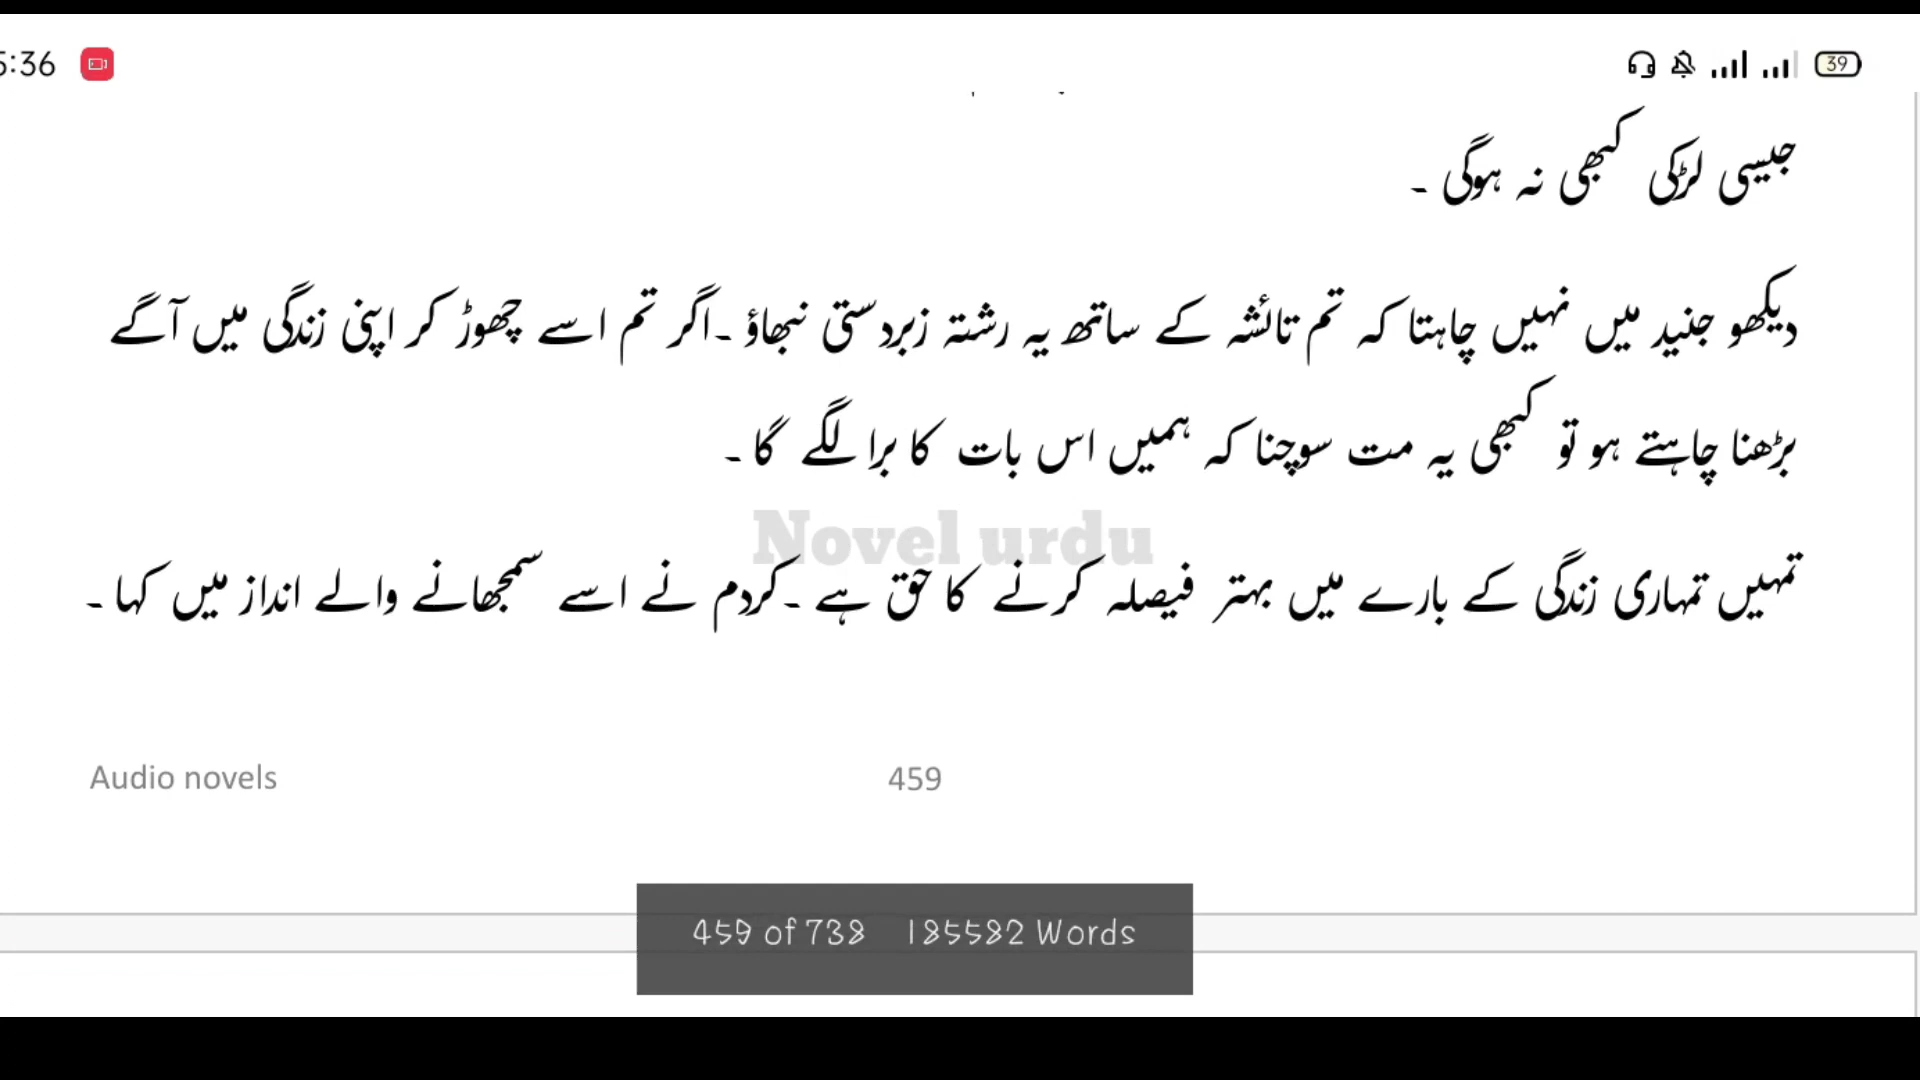 5:36
39
جیسی لڑکی کبھی نہ ہوگی ۔
دیکھو جنید میں نہیں چاہتا کہ تم تائشہ کے ساتھ یہ رشتہ زبردستی نبھاؤ ۔اگر تم اسے چھوڑ کر اپنی زندگی میں آگے
بڑھنا چاہتے ہو تو کبھی یہ مت سوچنا کہ ہمیں اس بات کا برا لگے گا ۔
Novel urdu
تمہیں تمہاری زندگی کے بارے میں بہتر فیصلہ کرنے کا حق ہے ۔کردم نے اسے سمجھانے والے انداز میں کہا ۔
Audio novels 459
459 of 738 185582 Words